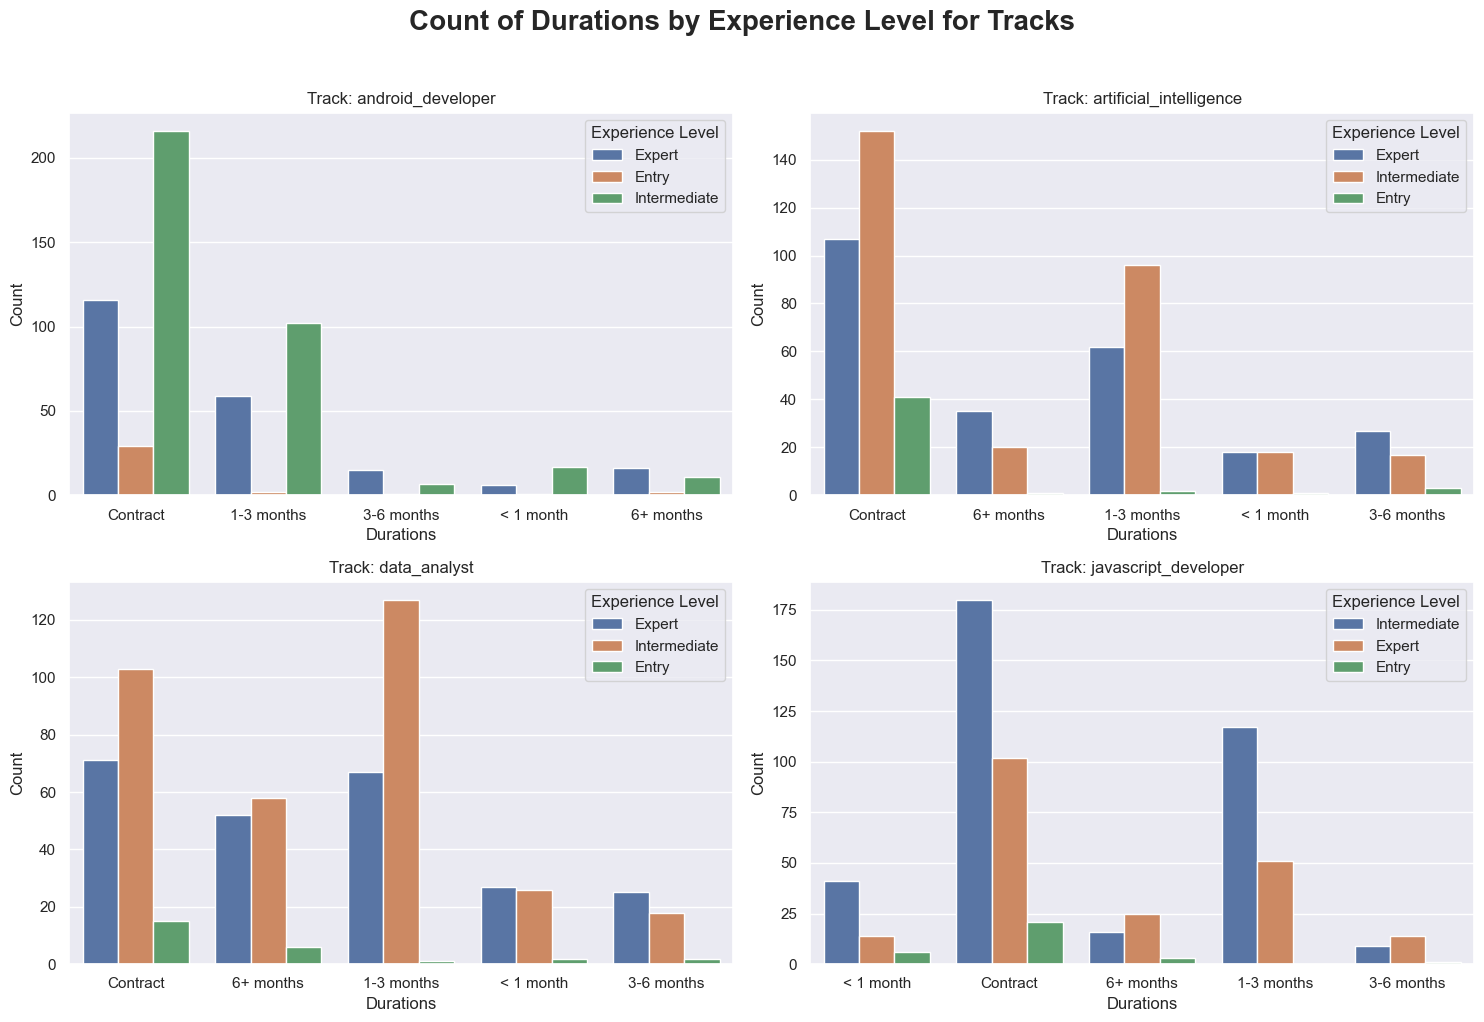 Count of Durations by Experience Level for Tracks
Track: android_developer
Experience Level
Expert
Entry
Intermediate
Count
200
150
100
50
0
Contract
1-3 months
3-6 months
< 1 month
6+ months
Durations
Track: artificial_intelligence
Experience Level
Expert
Intermediate
Entry
Count
140
120
100
80
60
40
20
0
Contract
6+ months
1-3 months
< 1 month
3-6 months
Durations
Track: data_analyst
Experience Level
Expert
Intermediate
Entry
Count
120
100
80
60
40
20
0
Contract
6+ months
1-3 months
< 1 month
3-6 months
Durations
Track: javascript_developer
Experience Level
Intermediate
Expert
Entry
Count
175
150
125
100
75
50
25
0
< 1 month
Contract
6+ months
1-3 months
3-6 months
Durations